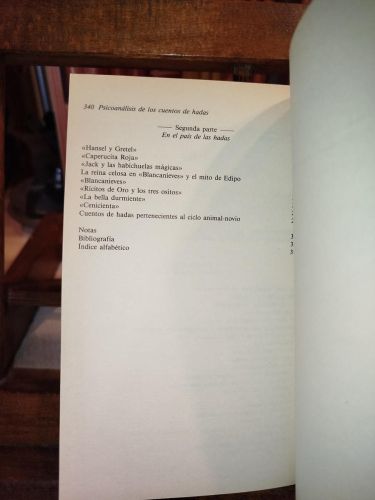 340 Psicoanálisis de los cuentos de hadas
Segunda parte
En el país de las hadas
«Hansel y Gretel»
«Caperucita Roja»
«Jack y las habichuelas mágicas»
La reina celosa en «Blancanieves» y el mito de Edipo
«Blancanieves»
«Ricitos de Oro y los tres ositos»
«La bella durmiente»
«Cenicienta»
Cuentos de hadas pertenecientes al ciclo animal-novio
Notas
Bibliografía
Índice alfabético